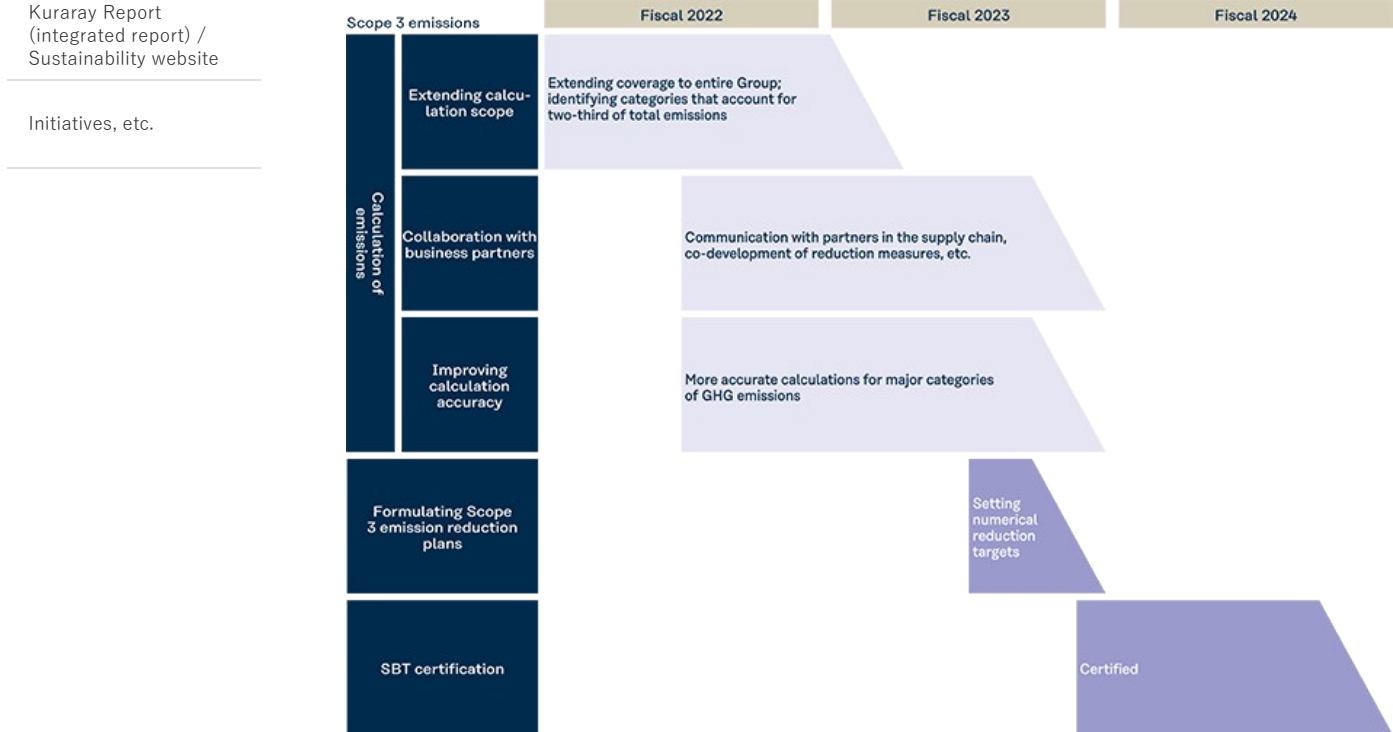 Kuraray Report
(integrated report) /
Sustainability website
Initiatives, etc.
Scope 3 emissions
Fiscal 2022
Fiscal 2023
Fiscal 2024
Calculation of
emissions
Extending calcu-
lation scope
Extending coverage to entire Group;
identifying categories that account for
two-third of total emissions
Collaboration with
business partners
Communication with partners in the supply chain,
co-development of reduction measures, etc.
Improving
calculation
accuracy
More accurate calculations for major categories
of GHG emissions
Formulating Scope
3 emission reduction
plans
Setting
numerical
reduction
targets
SBT certification
Certified